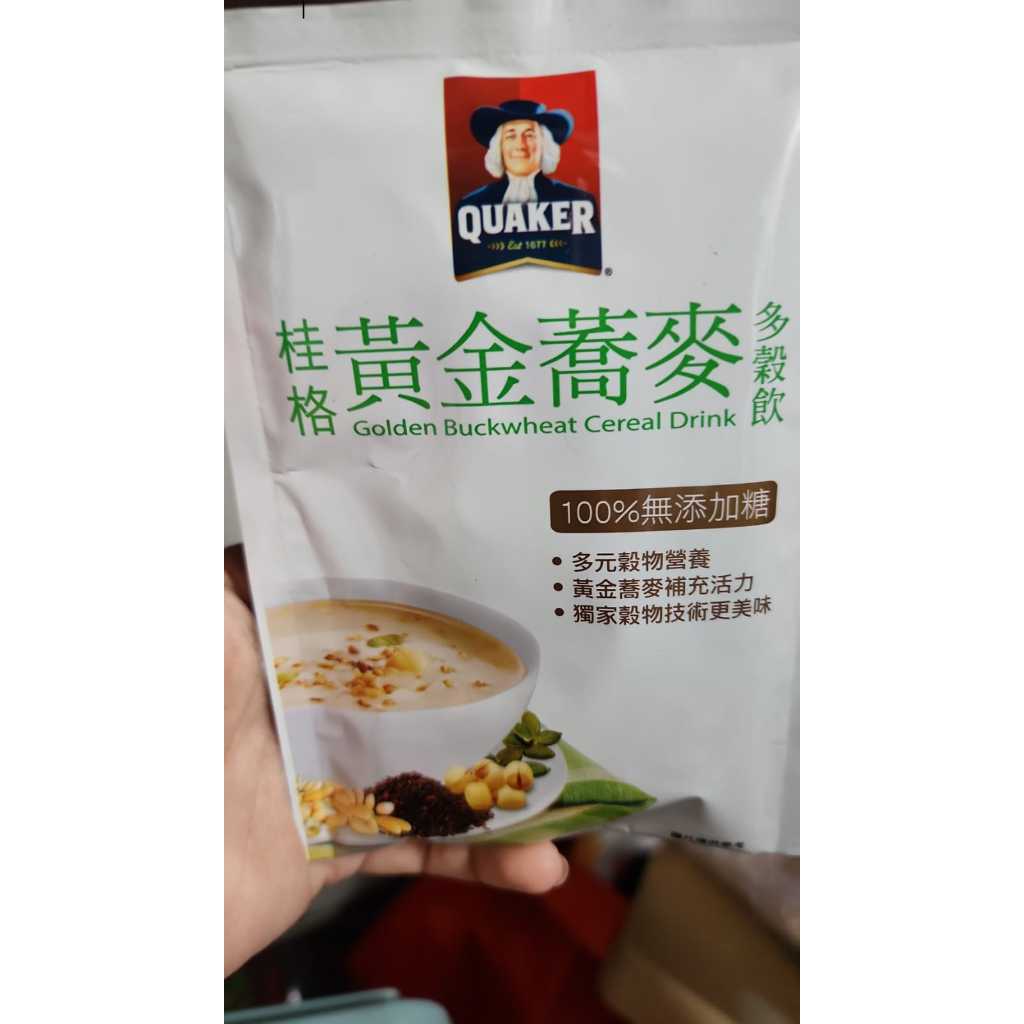 QUAKER
Est 1877
桂格
黃金蕎麥
多穀飲
Golden Buckwheat Cereal Drink
100%無添加糖
• 多元穀物營養
• 黃金蕎麥補充活力
• 獨家穀物技術更美味